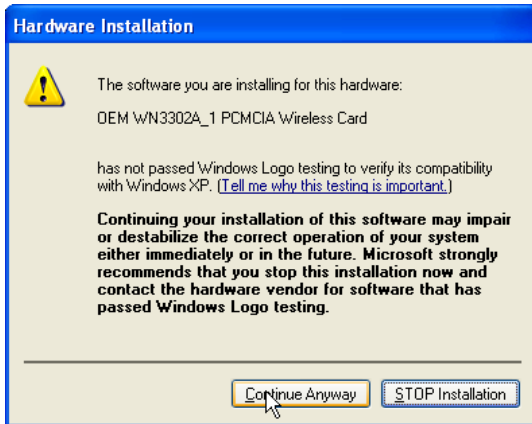 Hardware Installation
The software you are installing for this hardware:
OEM WN3302A_1 PCMCIA Wireless Card
has not passed Windows Logo testing to verify its compatibility
with Windows XP. (Tell me why this testing is important.)
Continuing your installation of this software may impair
or destabilize the correct operation of your system
either immediately or in the future. Microsoft strongly
recommends that you stop this installation now and
contact the hardware vendor for software that has
passed Windows Logo testing.
Continue Anyway STOP Installation